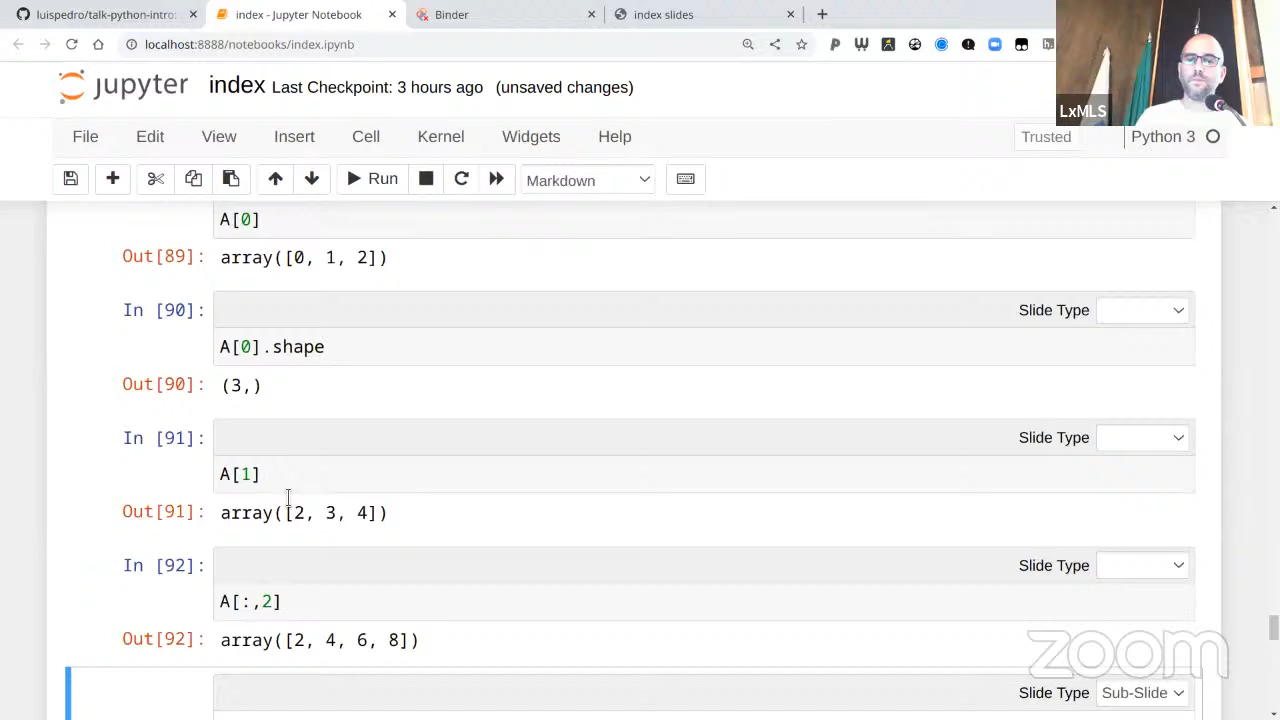 luispedro/talk-python-intro:
index - Jupyter Notebook
Binder
index slides
localhost:8888/notebooks/index.ipynb
jupyter index Last Checkpoint: 3 hours ago (unsaved changes)
LxMLS
File Edit View Insert Cell Kernel Widgets Help
Trusted
Python 3
Run
Markdown
A[0]
Out[89]: array([0, 1, 2])
In [90]:
Slide Type
A[0].shape
Out[90]: (3,)
In [91]:
Slide Type
A[1]
Out[91]: array([2, 3, 4])
In [92]:
Slide Type
A[:,2]
Out[92]: array([2, 4, 6, 8])
zoom
Slide Type Sub-Slide